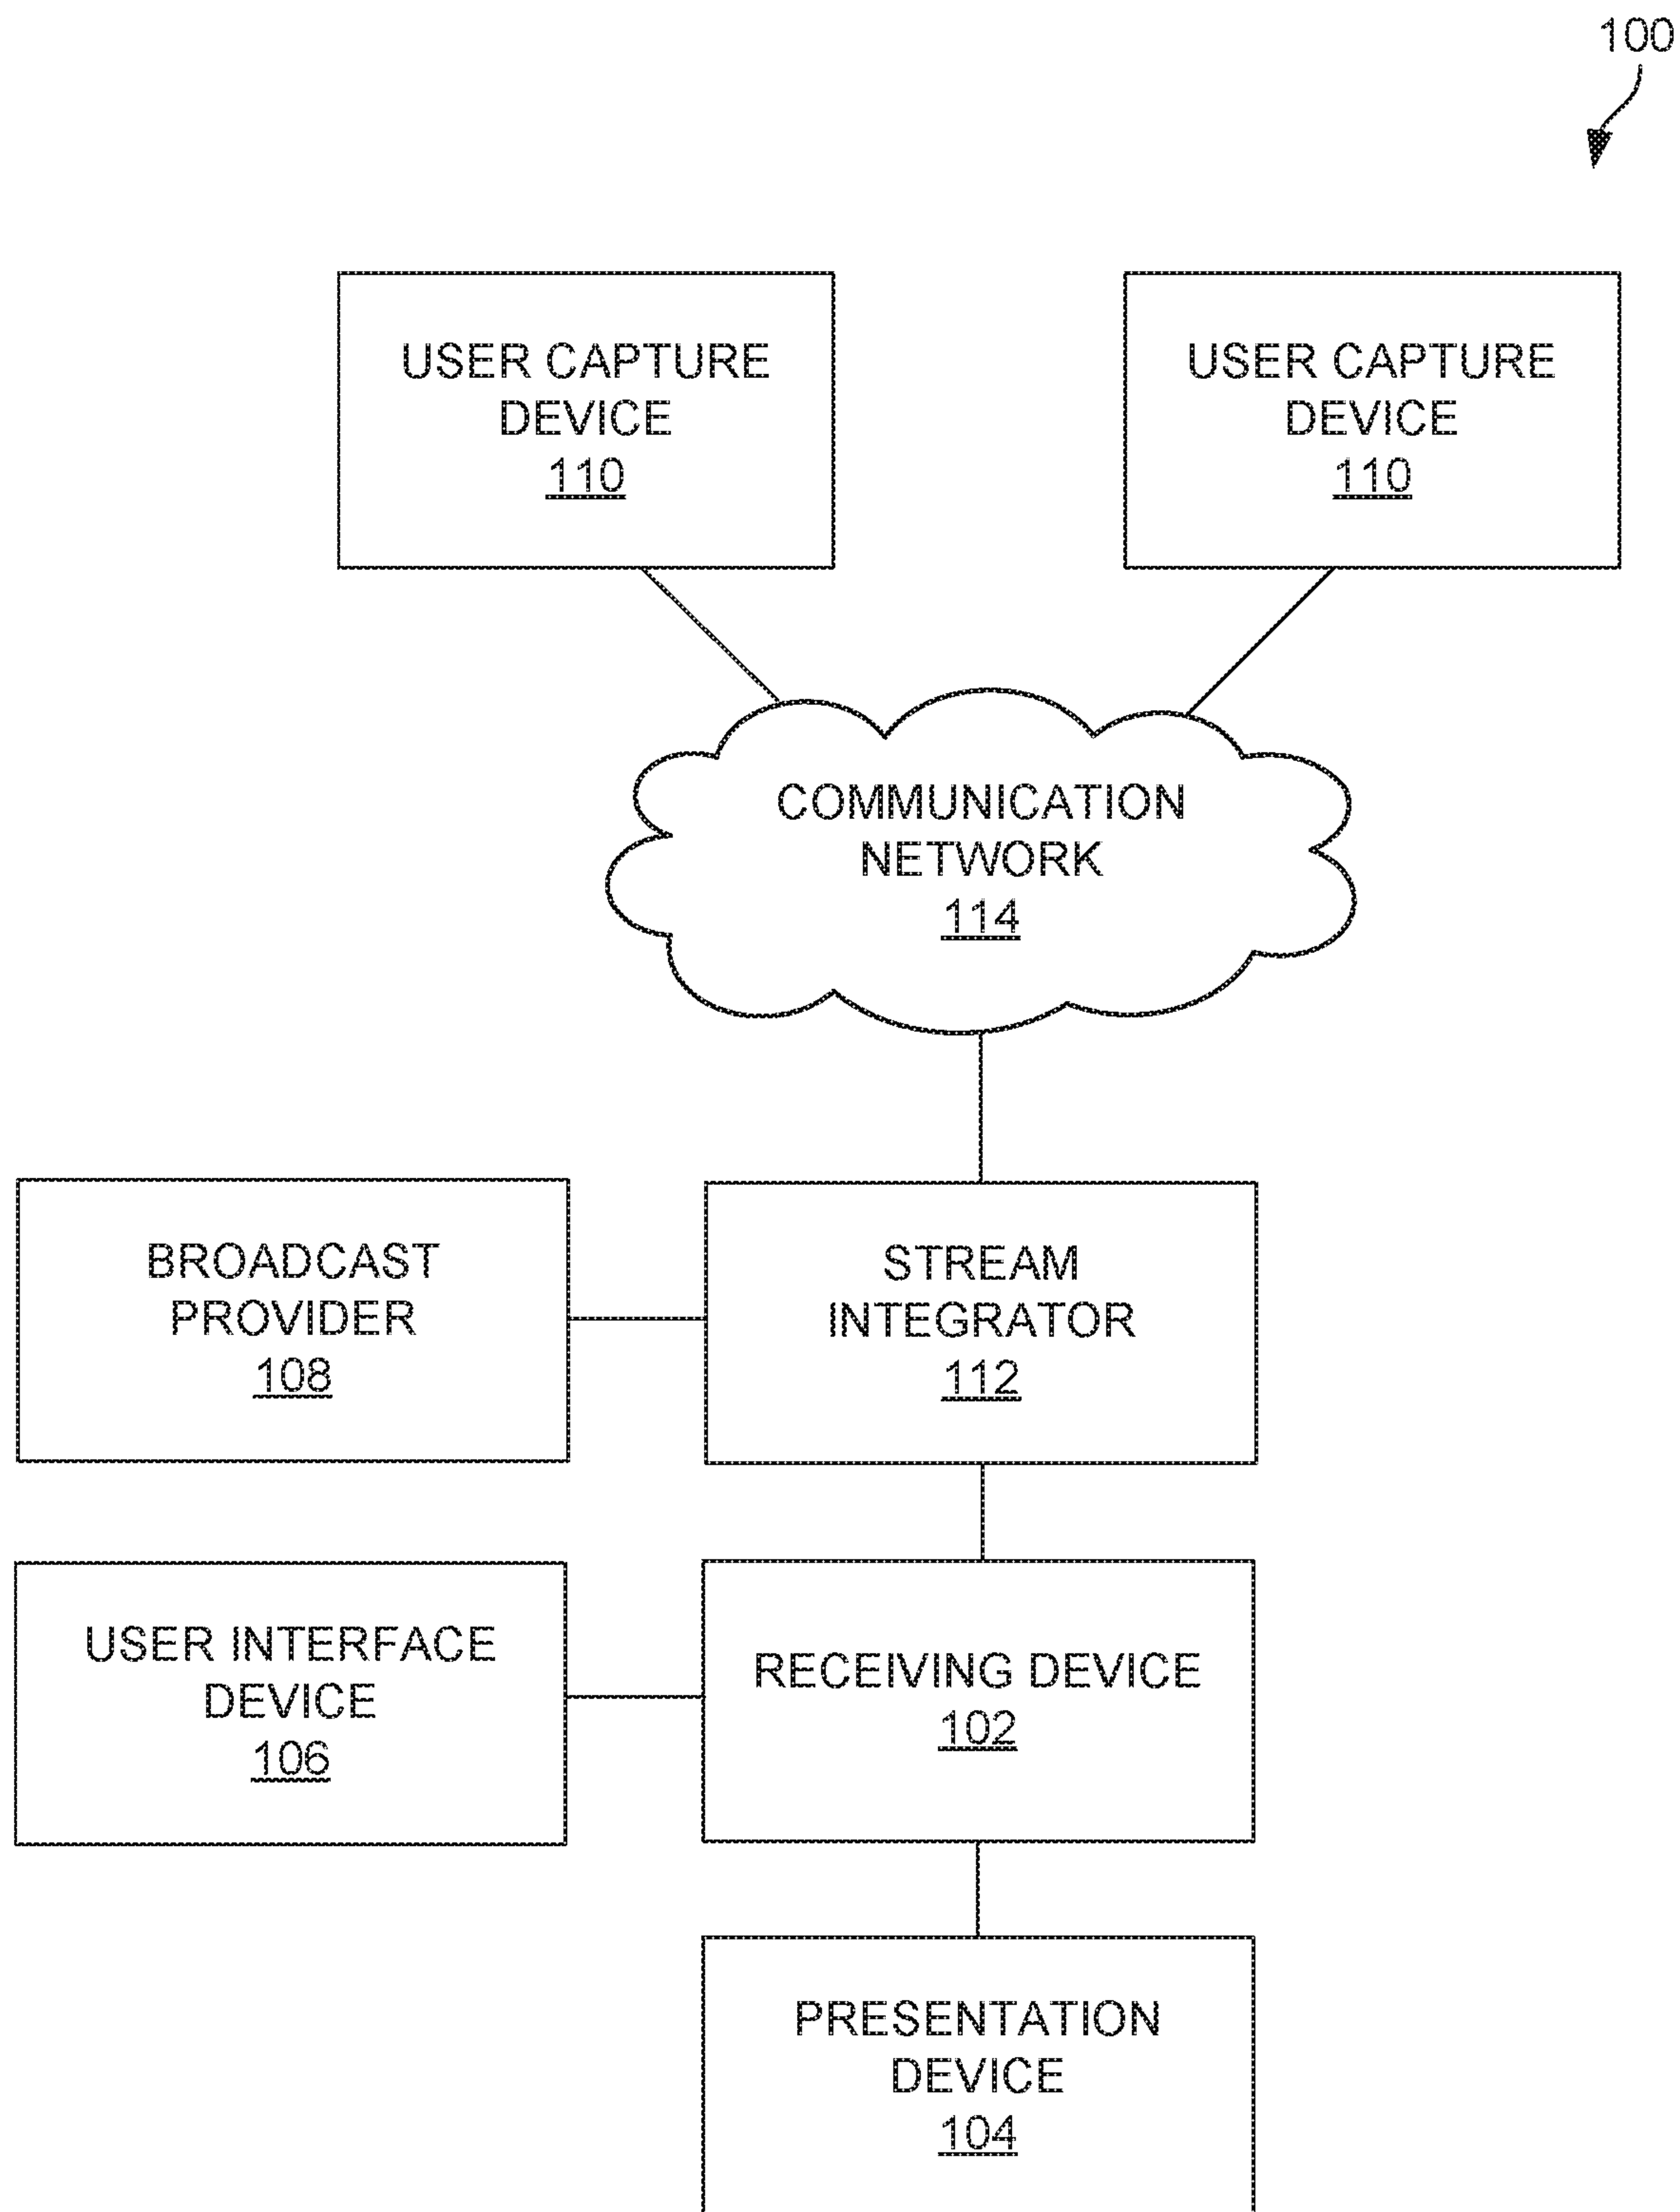 100
USER CAPTURE
DEVICE
110
USER CAPTURE
DEVICE
110
COMMUNICATION
NETWORK
114
BROADCAST
PROVIDER
108
STREAM
INTEGRATOR
112
USER INTERFACE
DEVICE
106
RECEIVING DEVICE
102
PRESENTATION
DEVICE
104